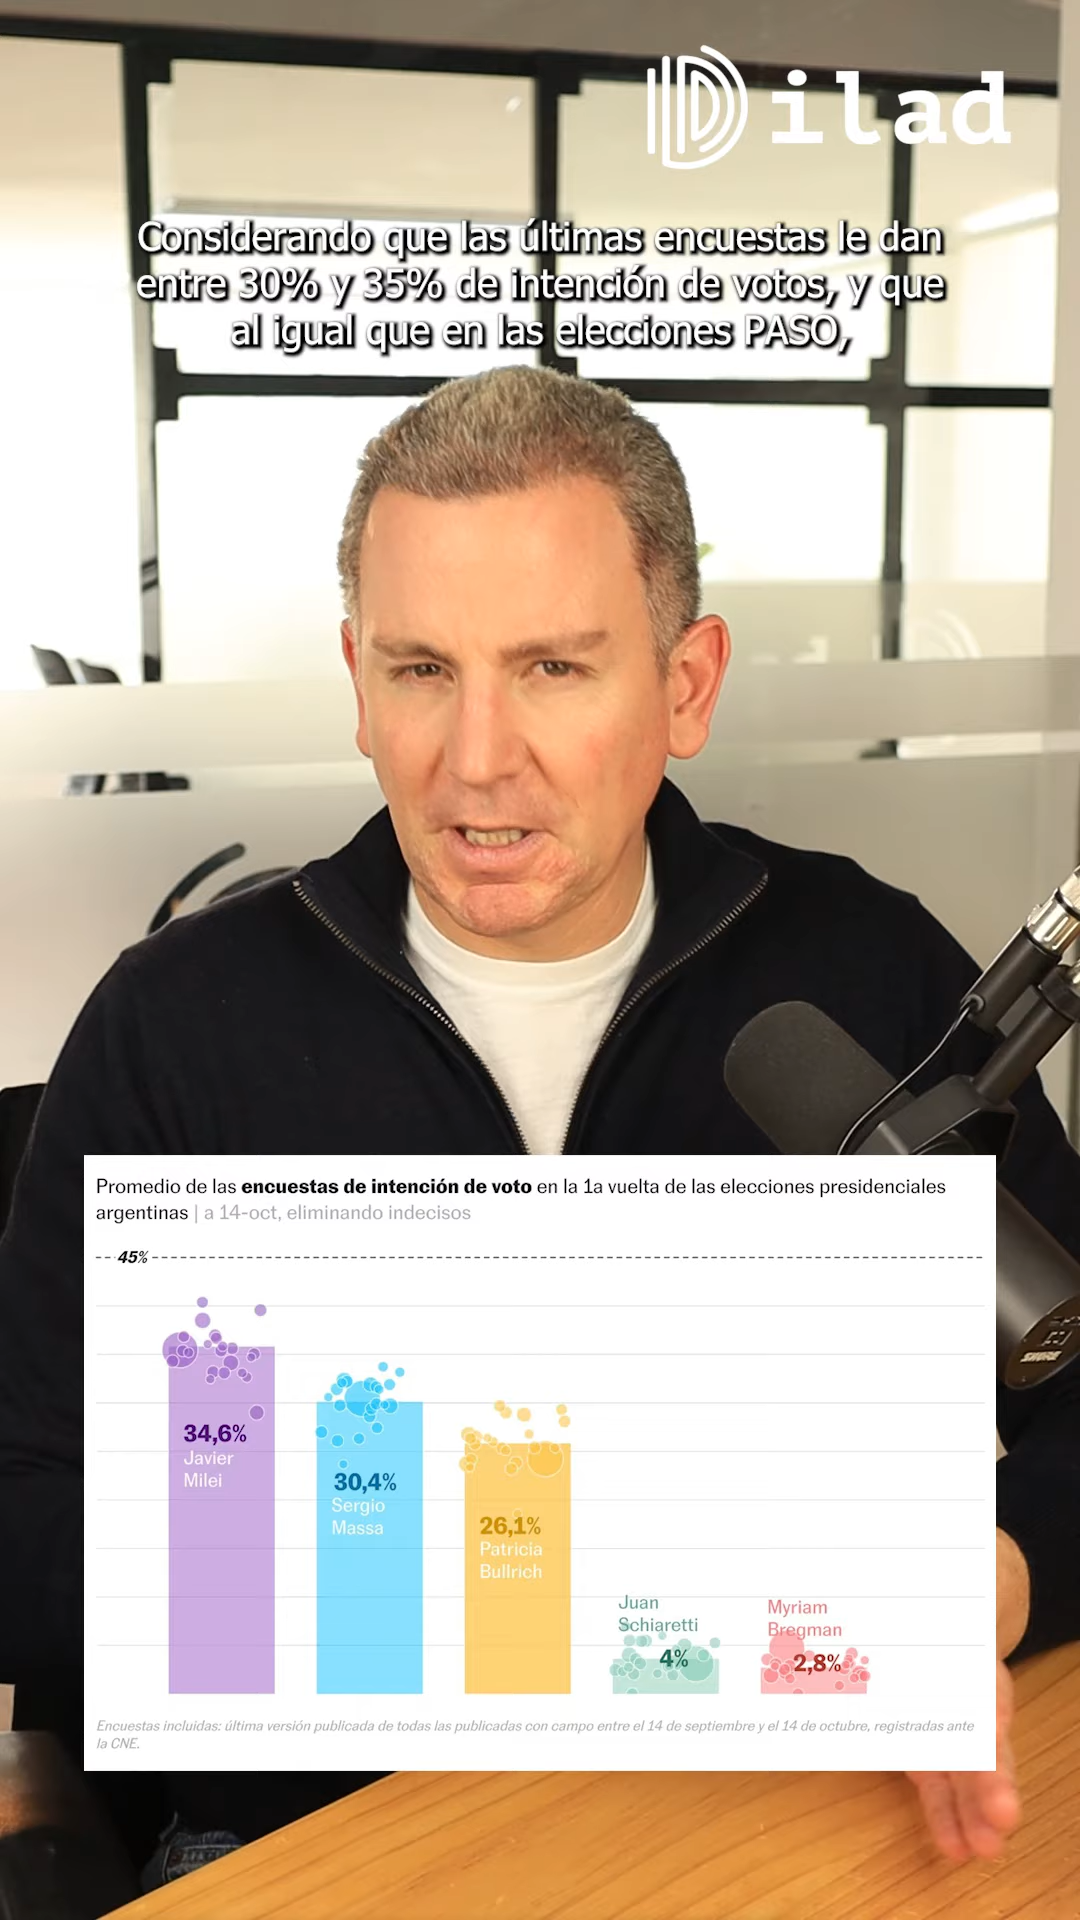 ilad
Considerando que las últimas encuestas le dan
entre 30% y 35% de intención de votos, y que
al igual que en las elecciones PASO,
Promedio de las encuestas de intención de voto en la 1a vuelta de las elecciones presidenciales
argentinas | a 14-oct, eliminando indecisos
45%
34,6%
Javier
Milei
30,4%
Sergio
Massa
26,1%
Patricia
Bullrich
Juan
Schiaretti
4%
Myriam
Bregman
2,8%
Encuestas incluidas: última versión publicada de todas las publicadas con campo entre el 14 de septiembre y el 14 de octubre, registradas ante
la CNE.
SHURE